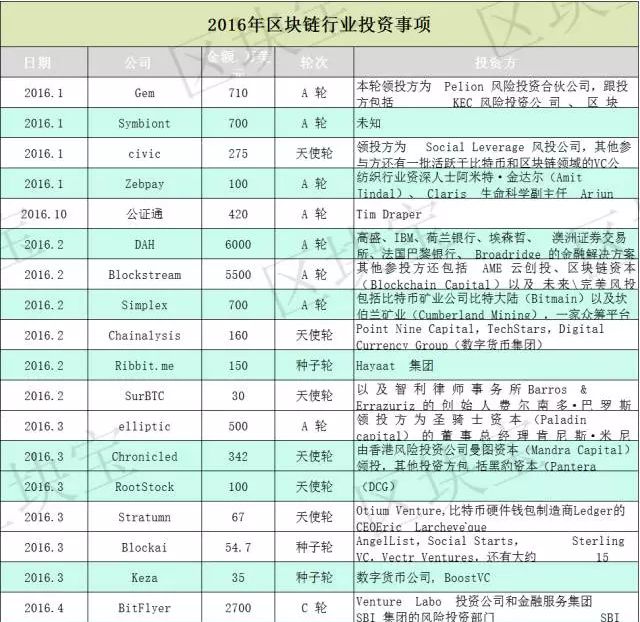 2016年区块链行业投资事项
日期 公司 金额 万美 轮次 投资方
2016.1 Gem 710 A 轮 本轮领投方为 Pelion 风险投资合伙公司，跟投
方包括 KEC 风险投资公 司 、 区 块
2016.1 Symbiont 700 A 轮 未知
2016.1 civic 275 天使轮 领投方为 Social Leverage 风投公司，其他参
与方还有一批活跃于比特币和区块链领域的VC公
2016.1 Zebpay 100 A 轮 纺织行业资深人士阿米特·金达尔（Amit
Jindal）、 Claris 生命科学副主任 Arjun
2016.10 公证通 420 A 轮 Tim Draper
2016.2 DAH 6000 A 轮 高盛、IBM、荷兰银行、埃森哲、 澳洲证券交易
所、法国巴黎银行、 Broadridge 的金融解决方案
2016.2 Blockstream 5500 A 轮 其他参投方还包括 AME 云创投、区块链资本
（Blockchain Capital）以及 未来\完美风投
2016.2 Simplex 700 A 轮 包括比特币矿业公司比特大陆（Bitmain）以及坎
伯兰矿业（Cumberland Mining），一家众筹平台
2016.2 Chainalysis 160 天使轮 Point Nine Capital, TechStars, Digital
Currency Group（数字货币集团）
2016.2 Ribbit.me 150 种子轮 Hayaat 集团
2016.2 SurBTC 30 天使轮 以 及 智 利 律 师 事 务 所 Barros &
Errazuriz 的 创 始 人 费 尔 南 多 · 巴 罗 斯
2016.3 elliptic 500 A 轮 领 投 方 为 圣 骑 士 资 本 （Paladin
capital） 的 董 事 总 经 理 肯 尼 斯 · 米 尼
2016.3 Chronicled 342 天使轮 由香港风险投资公司曼图资本（Mandra Capital）
领投，其他投资方包 括黑豹资本（Pantera
2016.3 RootStock 100 天使轮 （DCG）
2016.3 Stratumn 67 天使轮 Otium Venture,比特币硬件钱包制造商Ledger的
CEOEric Larcheveque
2016.3 Blockai 54.7 种子轮 AngelList, Social Starts, Sterling
VC, Vectr Ventures, 还有大约 15
2016.3 Keza 35 种子轮 数字货币公司, BoostVC
2016.4 BitFlyer 2700 C 轮 Venture Labo 投资公司和金融服务集团
SBI 集团的风险投资部门 SBI